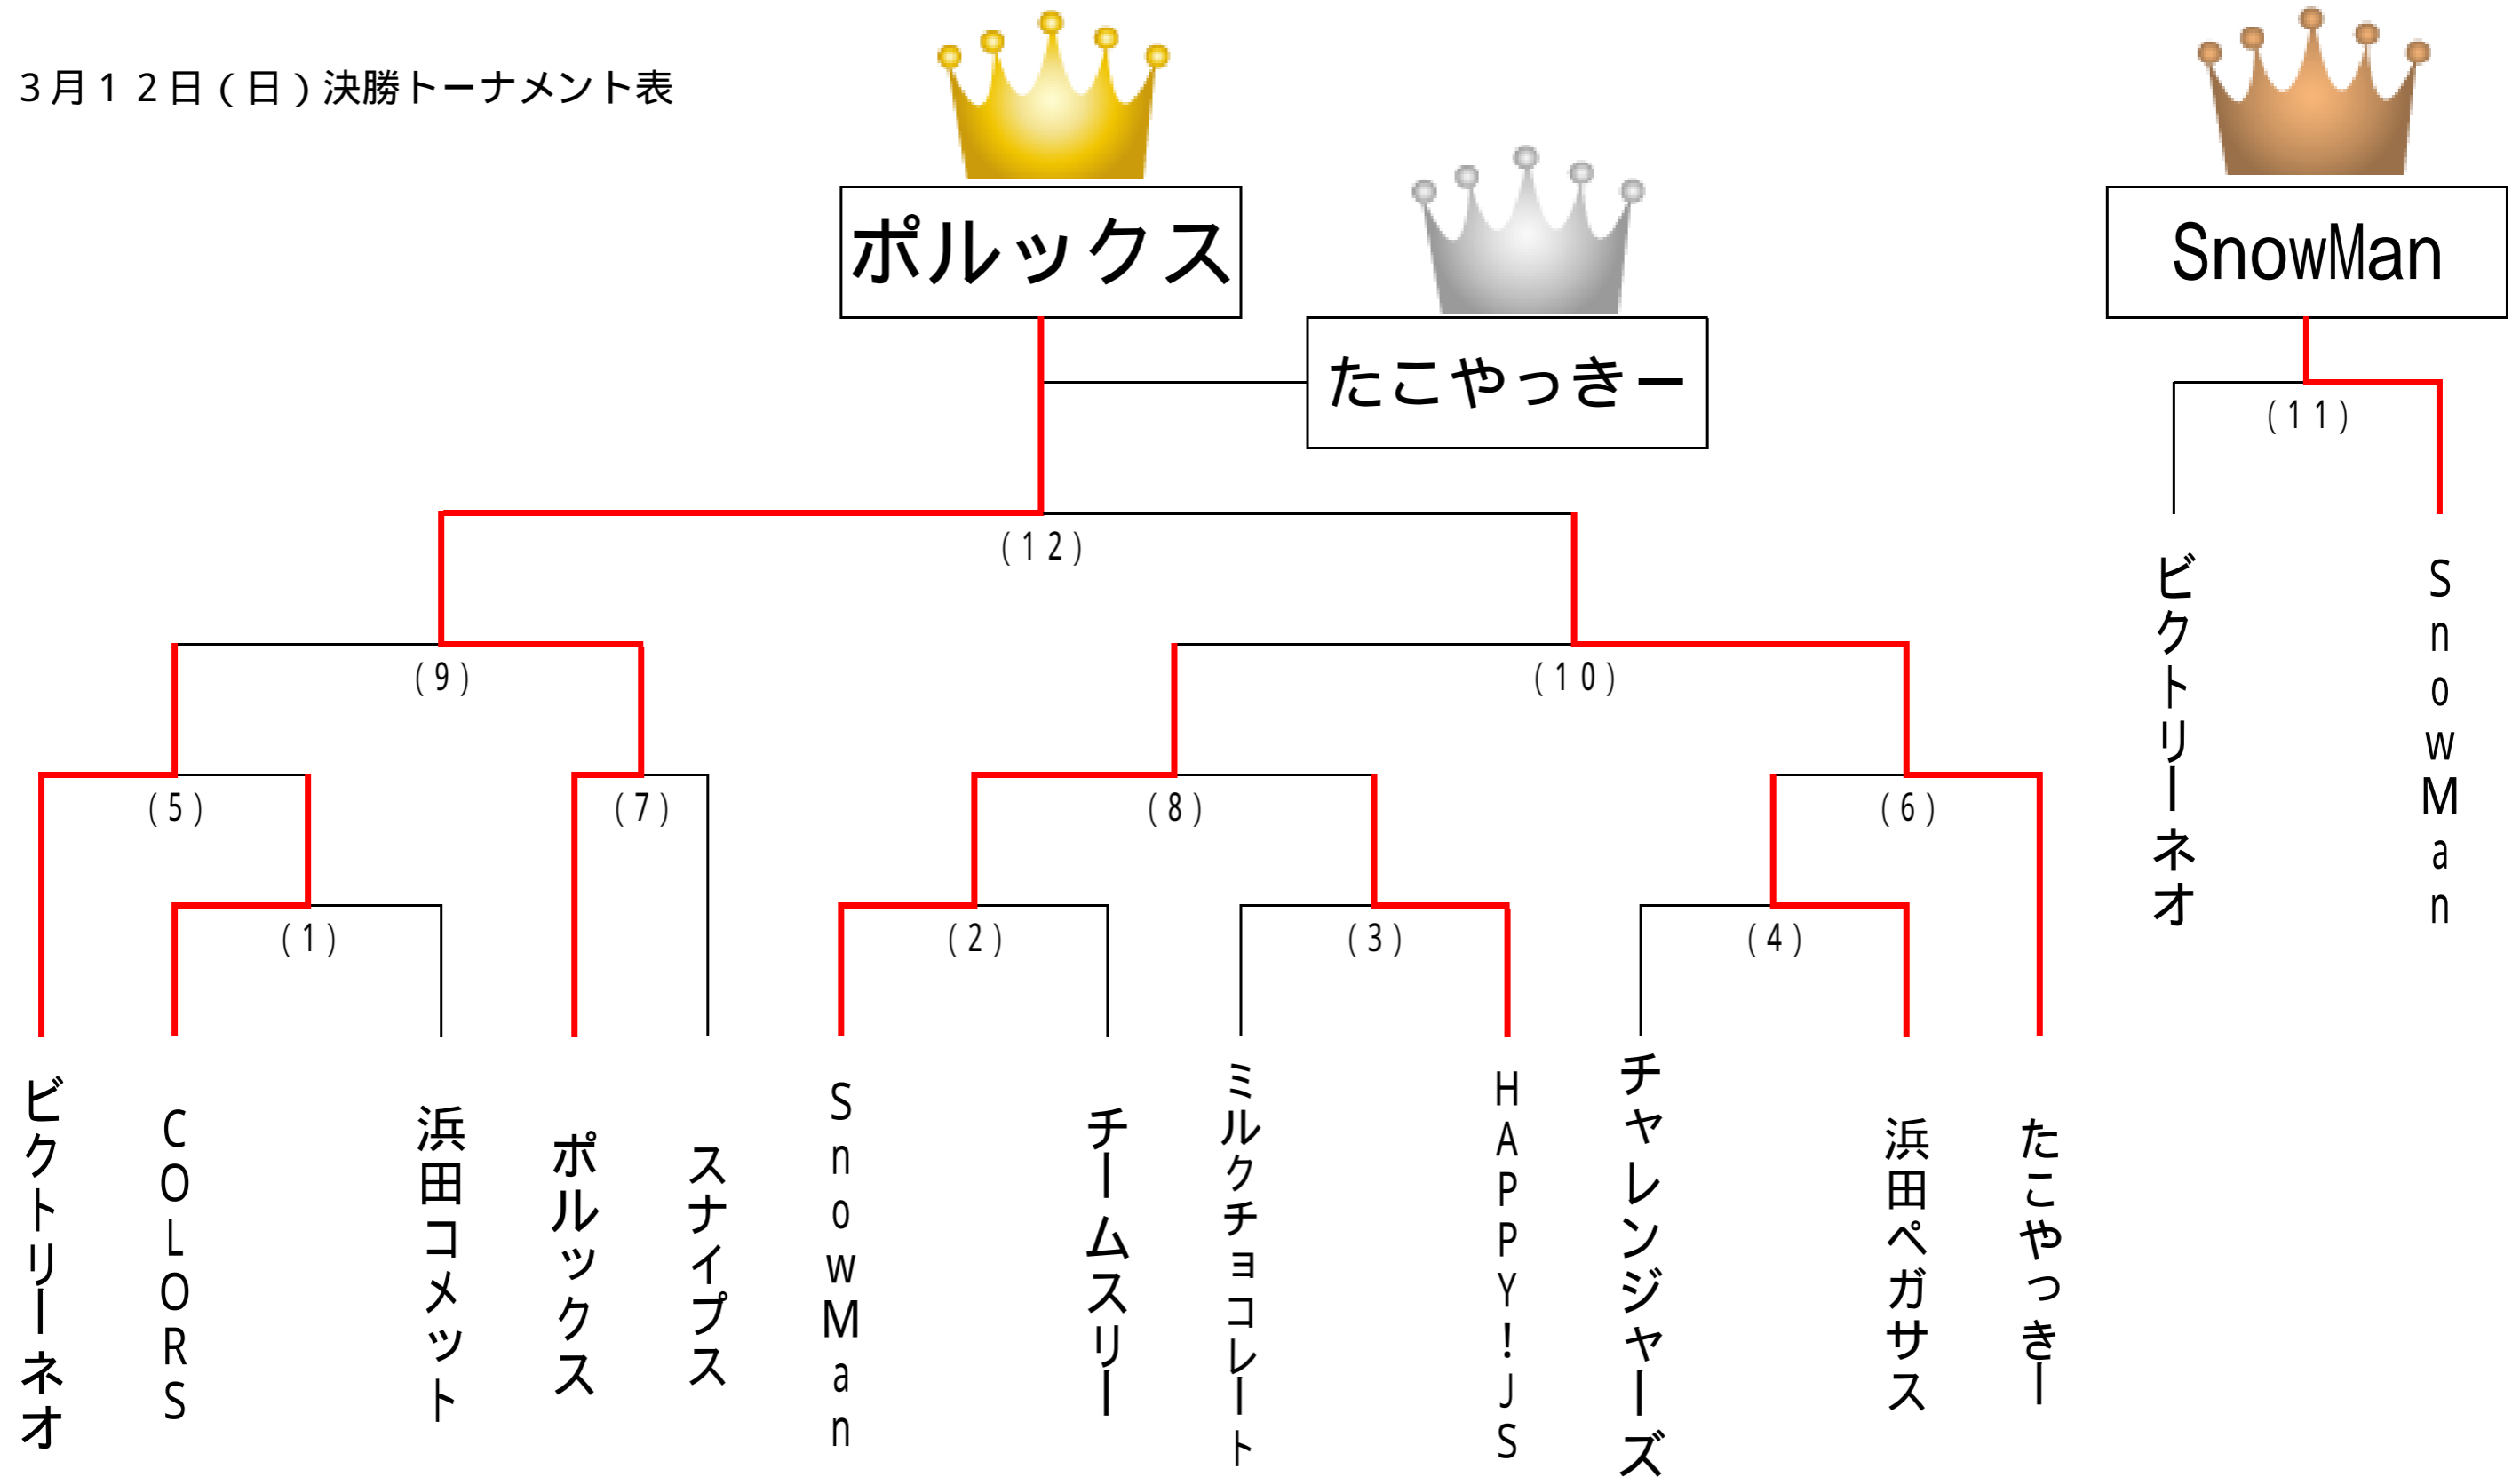 ３月１２日（日）決勝トーナメント表
ポルックス
SnowMan
たこやっきー
（１１）
（１２）
ビクトリーネオ
SnowMan
（９）
（１０）
（５）
（７）
（８）
（６）
（１）
（２）
（３）
（４）
ビクトリーネオ
COLORS
浜田コメット
ポルックス
スナイプス
SnowMan
チームスリー
ミルクチョコレート
HAPPY!JS
チャレンジャーズ
浜田ペガサス
たこやっきー